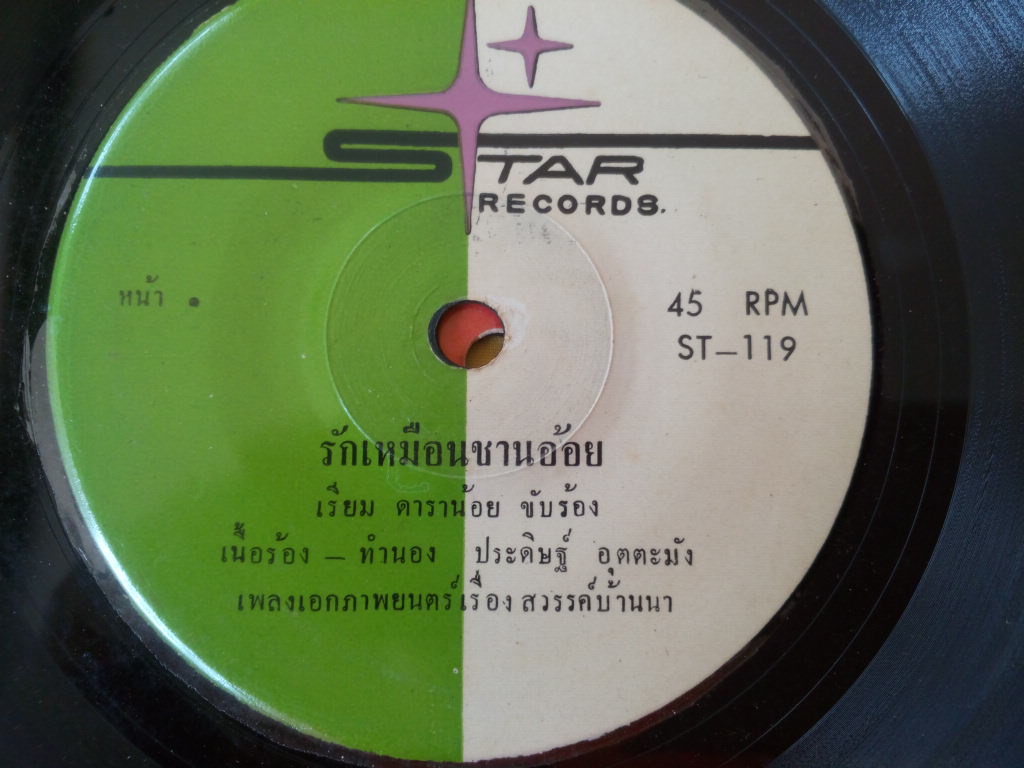 STAR
RECORDS.
หน้า ๑
45 RPM
ST-119
รักเหมือนชานอ้อย
เรียม ดาราน้อย ขับร้อง
เนื้อร้อง - ทำนอง ประดิษฐ์ อุตตะมัง
เพลงเอกภาพยนตร์เรื่อง สวรรค์บ้านนา